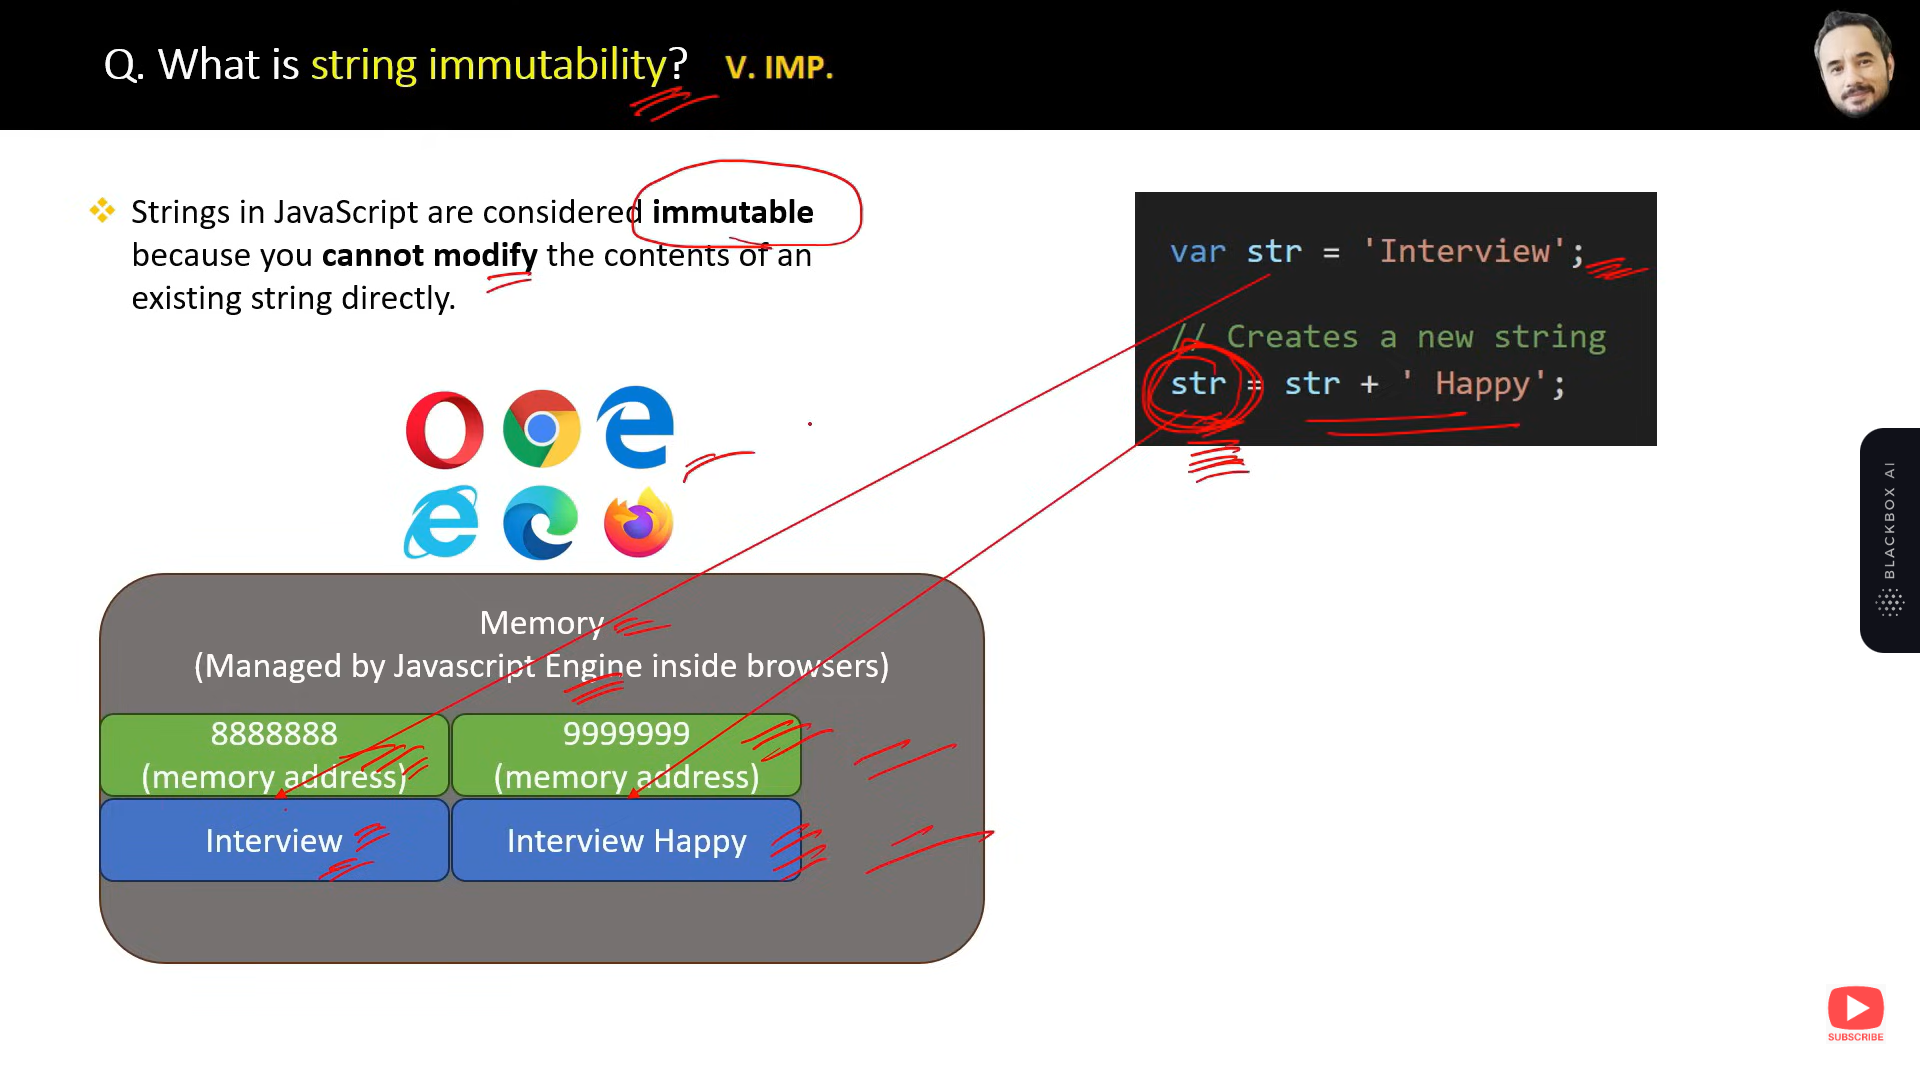 Q. What is string immutability? V. IMP.
Strings in JavaScript are considered immutable
because you cannot modify the contents of an
existing string directly.
var str = 'Interview';
// Creates a new string
str = str + ' Happy';
Memory
(Managed by Javascript Engine inside browsers)
8888888
(memory address)
9999999
(memory address)
Interview
Interview Happy
BLACKBOX AI
SUBSCRIBE